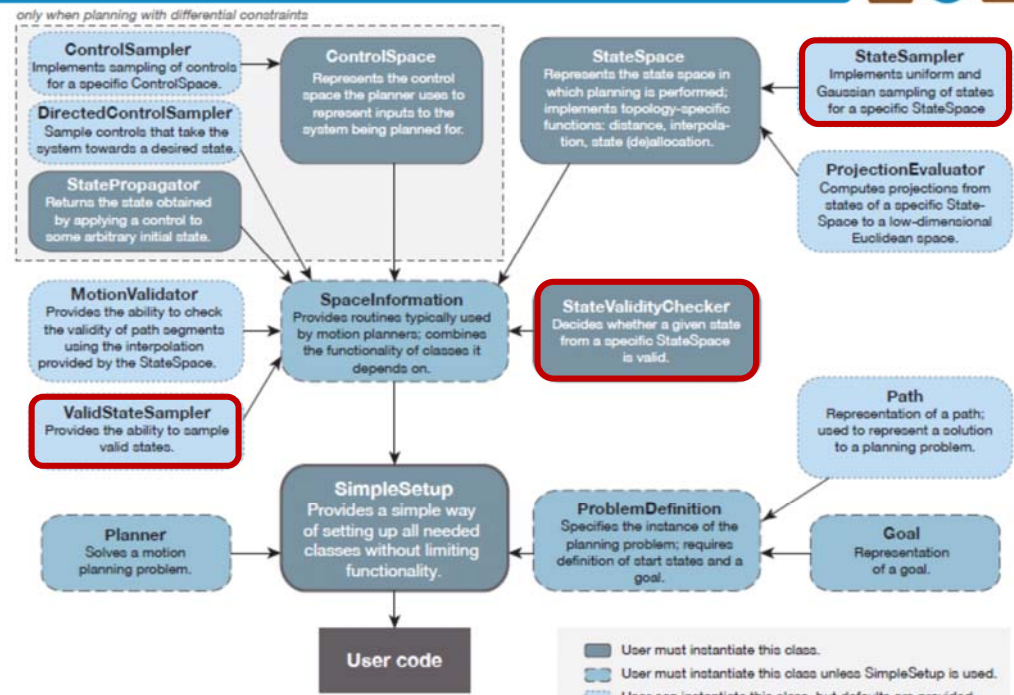 only when planning with differential constraints
ControlSampler
Implements sampling of controls
for a specific ControlSpace.
DirectedControlSampler
Sample controls that take the
system towards a desired state.
StatePropagator
Returns the state obtained
by applying a control to
some arbitrary initial state.
ControlSpace
Represents the control
space the planner uses to
represent inputs to the
system being planned for.
StateSpace
Represents the state space in
which planning is performed;
implements topology-specific
functions: distance, interpola-
tion, state (de)allocation.
StateSampler
Implements uniform and
Gaussian sampling of states
for a specific StateSpace
ProjectionEvaluator
Computes projections from
states of a specific State-
Space to a low-dimensional
Euclidean space.
MotionValidator
Provides the ability to check
the validity of path segments
using the interpolation
provided by the StateSpace.
SpaceInformation
Provides routines typically used
by motion planners; combines
the functionality of classes it
depends on.
StateValidityChecker
Decides whether a given state
from a specific StateSpace
is valid.
ValidStateSampler
Provides the ability to sample
valid states.
Path
Representation of a path;
used to represent a solution
to a planning problem.
Planner
Solves a motion
planning problem.
SimpleSetup
Provides a simple way
of setting up all needed
classes without limiting
functionality.
ProblemDefinition
Specifies the instance of the
planning problem; requires
definition of start states and a
goal.
Goal
Representation
of a goal.
User code
User must instantiate this class.
User must instantiate this class unless SimpleSetup is used.
User can instantiate this class, but defaults are provided